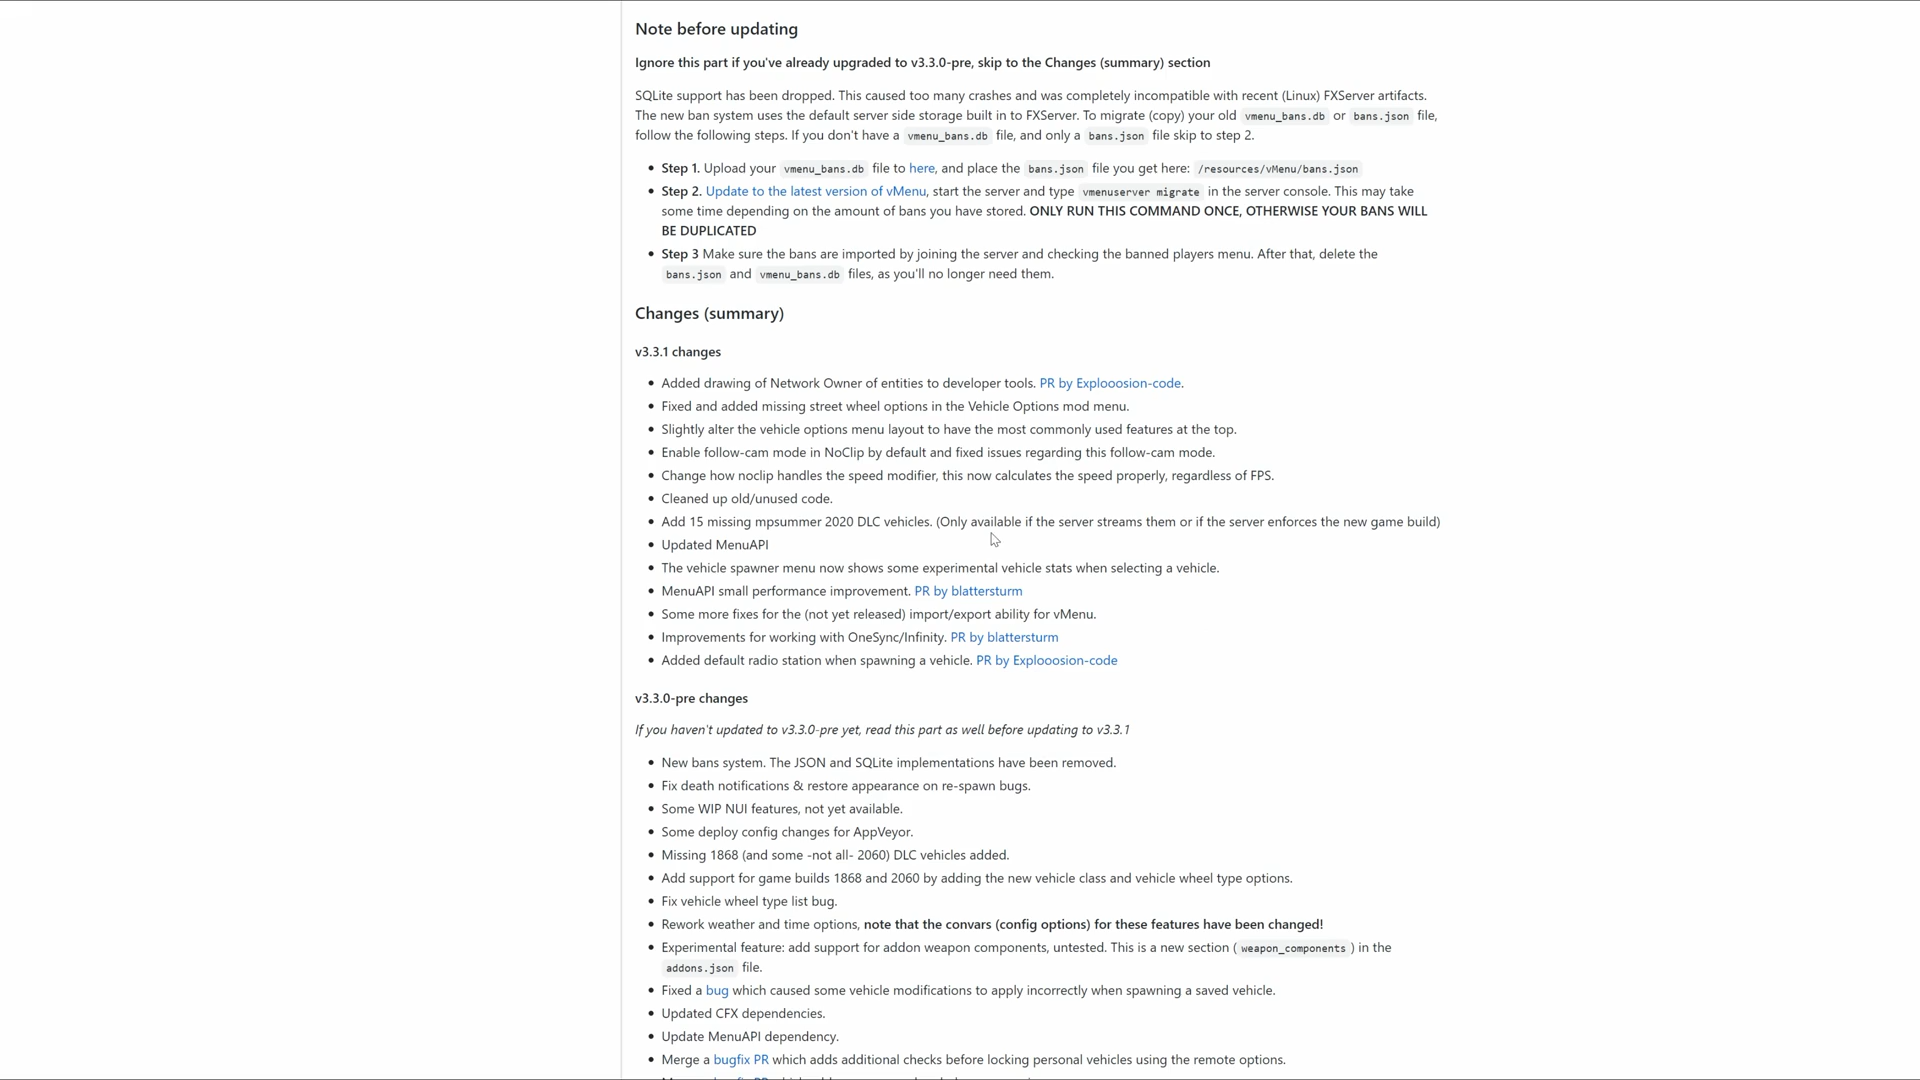 Note before updating
Ignore this part if you've already upgraded to v3.3.0-pre, skip to the Changes (summary) section
SQLite support has been dropped. This caused too many crashes and was completely incompatible with recent (Linux) FXServer artifacts.
The new ban system uses the default server side storage built in to FXServer. To migrate (copy) your old vmenu_bans.db or bans.json file,
follow the following steps. If you don't have a vmenu_bans.db file, and only a bans.json file skip to step 2.
• Step 1. Upload your vmenu_bans.db file to here, and place the bans.json file you get here: /resources/vMenu/bans.json
• Step 2. Update to the latest version of vMenu, start the server and type vmenuserver migrate in the server console. This may take
some time depending on the amount of bans you have stored. ONLY RUN THIS COMMAND ONCE, OTHERWISE YOUR BANS WILL
BE DUPLICATED
• Step 3 Make sure the bans are imported by joining the server and checking the banned players menu. After that, delete the
bans.json and vmenu_bans.db files, as you'll no longer need them.
Changes (summary)
v3.3.1 changes
• Added drawing of Network Owner of entities to developer tools. PR by Explooosion-code.
• Fixed and added missing street wheel options in the Vehicle Options mod menu.
• Slightly alter the vehicle options menu layout to have the most commonly used features at the top.
• Enable follow-cam mode in NoClip by default and fixed issues regarding this follow-cam mode.
• Change how noclip handles the speed modifier, this now calculates the speed properly, regardless of FPS.
• Cleaned up old/unused code.
• Add 15 missing mpsummer 2020 DLC vehicles. (Only available if the server streams them or if the server enforces the new game build)
• Updated MenuAPI
• The vehicle spawner menu now shows some experimental vehicle stats when selecting a vehicle.
• MenuAPI small performance improvement. PR by blattersturm
• Some more fixes for the (not yet released) import/export ability for vMenu.
• Improvements for working with OneSync/Infinity. PR by blattersturm
• Added default radio station when spawning a vehicle. PR by Explooosion-code
v3.3.0-pre changes
If you haven't updated to v3.3.0-pre yet, read this part as well before updating to v3.3.1
• New bans system. The JSON and SQLite implementations have been removed.
• Fix death notifications & restore appearance on re-spawn bugs.
• Some WIP NUI features, not yet available.
• Some deploy config changes for AppVeyor.
• Missing 1868 (and some -not all- 2060) DLC vehicles added.
• Add support for game builds 1868 and 2060 by adding the new vehicle class and vehicle wheel type options.
• Fix vehicle wheel type list bug.
• Rework weather and time options, note that the convars (config options) for these features have been changed!
• Experimental feature: add support for addon weapon components, untested. This is a new section ( weapon_components ) in the
addons.json file.
• Fixed a bug which caused some vehicle modifications to apply incorrectly when spawning a saved vehicle.
• Updated CFX dependencies.
• Update MenuAPI dependency.
• Merge a bugfix PR which adds additional checks before locking personal vehicles using the remote options.